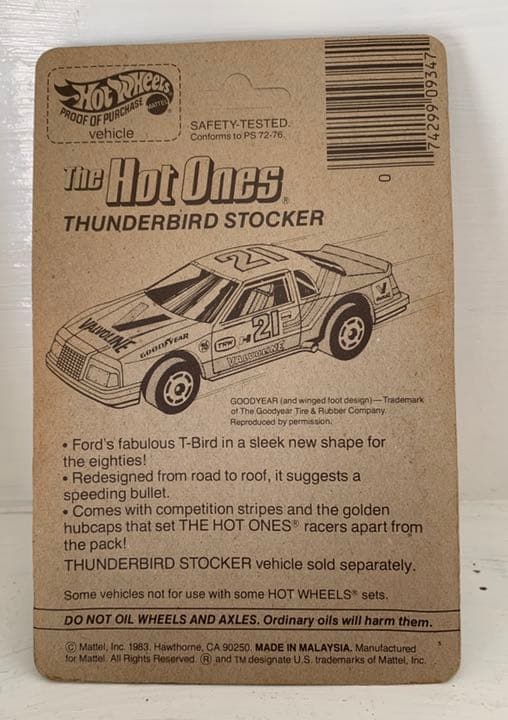 Hot Wheels
MATTEL
PROOF OF PURCHASE
vehicle
SAFETY-TESTED.
Conforms to PS 72-76.
74299 09347
0
The Hot Ones®
THUNDERBIRD STOCKER
21
VALVOLINE
GOODYEAR
TRW
21
VALVOLINE
V
GOODYEAR (and winged foot design)—Trademark
of The Goodyear Tire & Rubber Company.
Reproduced by permission.
• Ford's fabulous T-Bird in a sleek new shape for
the eighties!
• Redesigned from road to roof, it suggests a
speeding bullet.
• Comes with competition stripes and the golden
hubcaps that set THE HOT ONES® racers apart from
the pack!
THUNDERBIRD STOCKER vehicle sold separately.
Some vehicles not for use with some HOT WHEELS® sets.
DO NOT OIL WHEELS AND AXLES. Ordinary oils will harm them.
© Mattel, Inc. 1983. Hawthorne, CA 90250. MADE IN MALAYSIA. Manufactured
for Mattel. All Rights Reserved. ® and TM designate U.S. trademarks of Mattel, Inc.